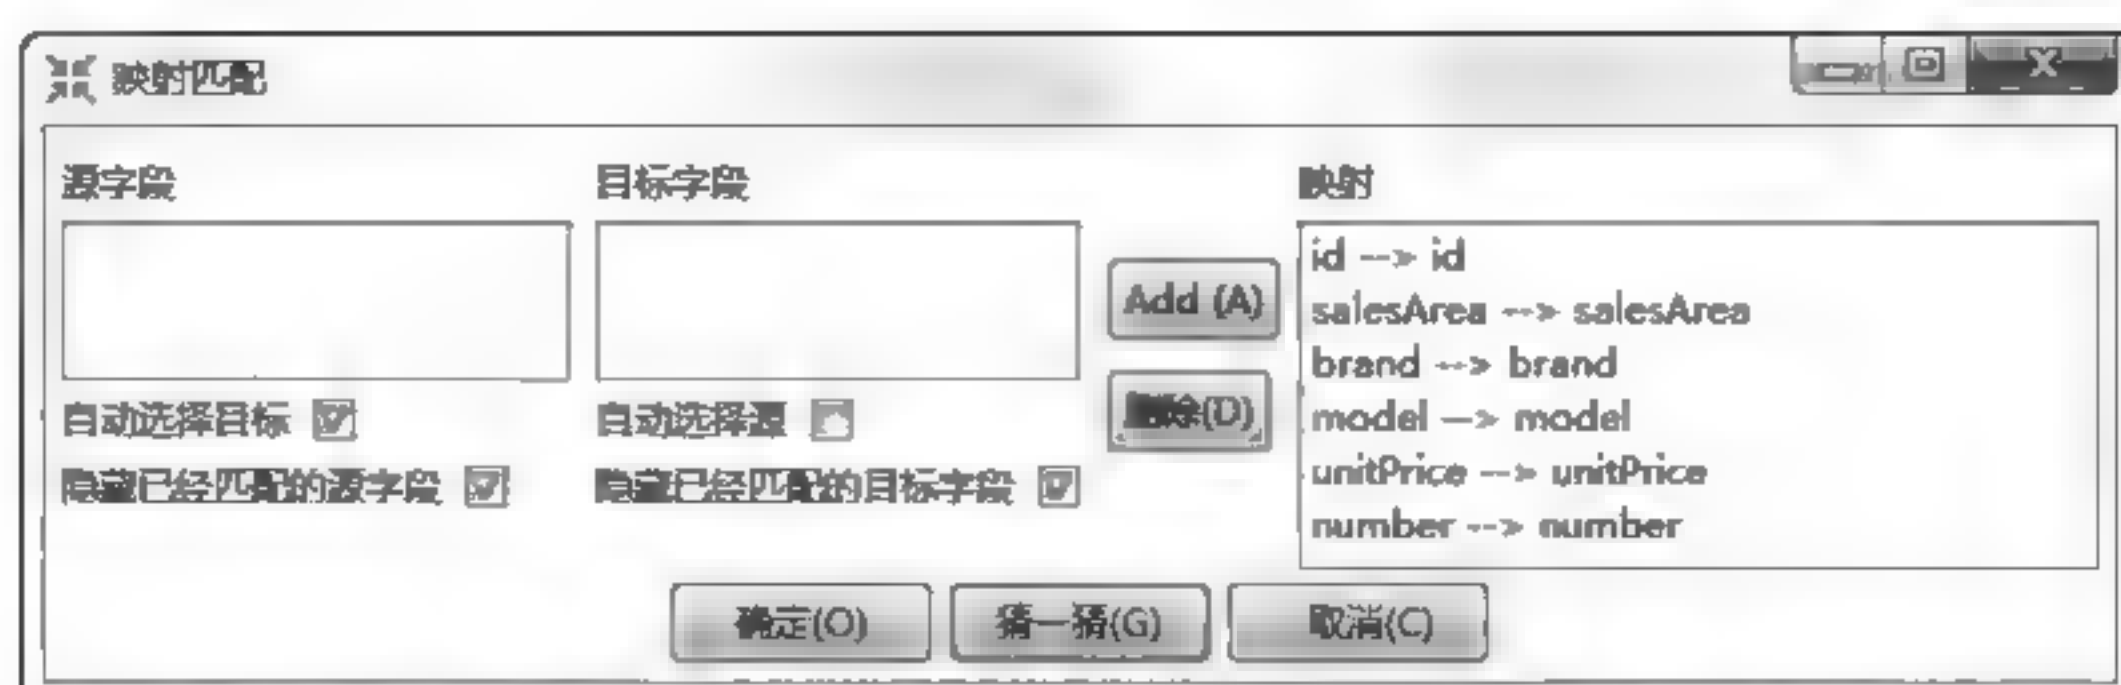 映射匹配
源字段
目标字段
映射
id --> id
salesArea --> salesArea
brand --> brand
model --> model
unitPrice --> unitPrice
number --> number
Add (A)
删除(D)
自动选择目标
自动选择源
隐藏已经匹配的源字段
隐藏已经匹配的目标字段
确定(O)
猜一猜(G)
取消(C)